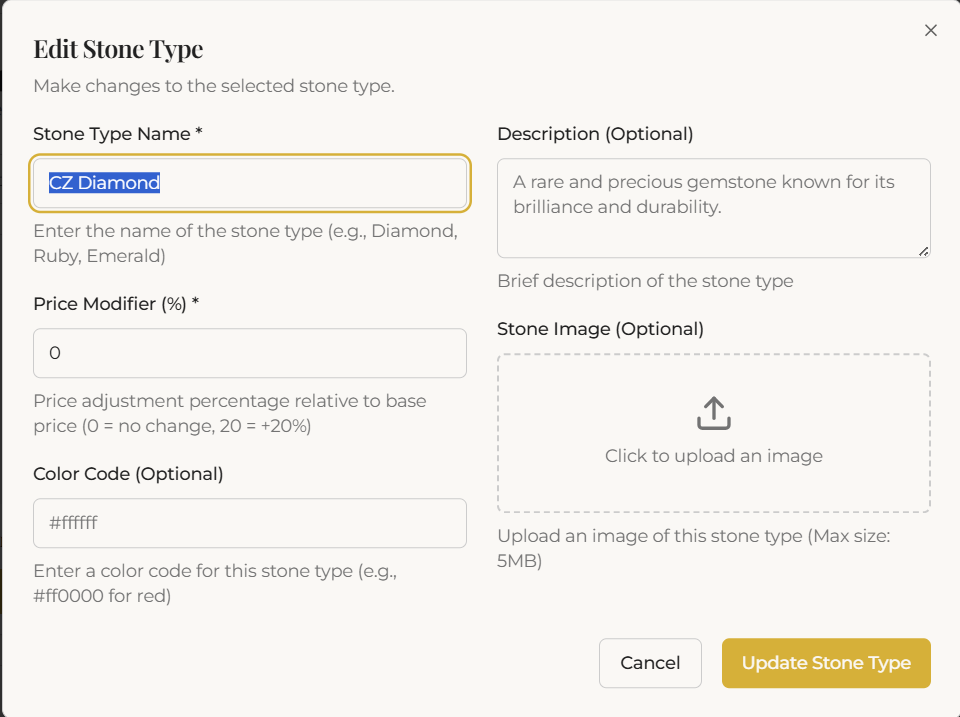 Edit Stone Type
Make changes to the selected stone type.
Stone Type Name *
CZ Diamond
Enter the name of the stone type (e.g., Diamond,
Ruby, Emerald)
Price Modifier (%) *
0
Price adjustment percentage relative to base
price (0 = no change, 20 = +20%)
Color Code (Optional)
#ffffff
Enter a color code for this stone type (e.g.,
#ff0000 for red)
Description (Optional)
A rare and precious gemstone known for its
brilliance and durability.
Brief description of the stone type
Stone Image (Optional)
Click to upload an image
Upload an image of this stone type (Max size:
5MB)
Cancel
Update Stone Type